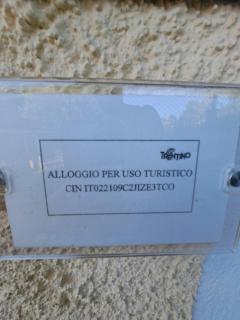 TRENTINO
ALLOGGIO PER USO TURISTICO
CIN IT022109C2JIZE3TCO